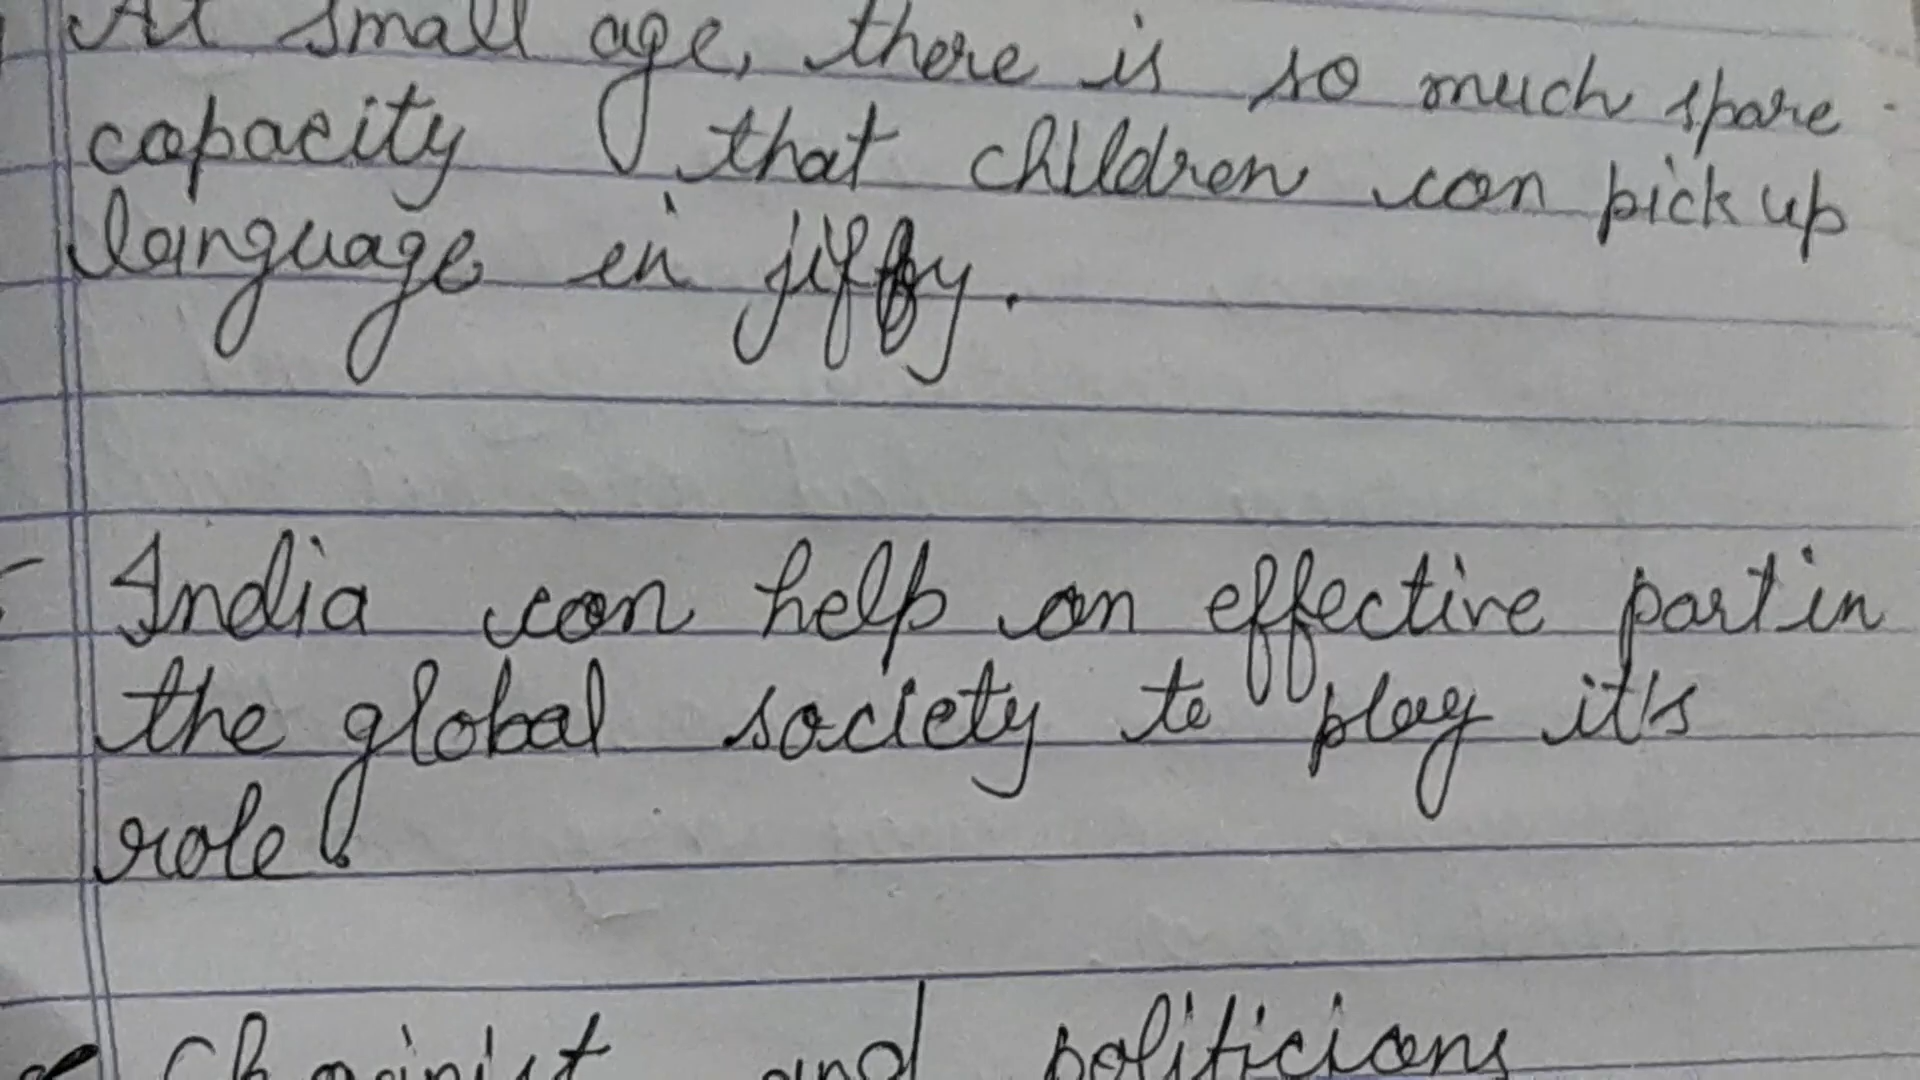 At small age, there is so much spare
capacity that children can pick up
language in jiffy.
- India can help an effective part in
the global society to play it's
role.
and politicians